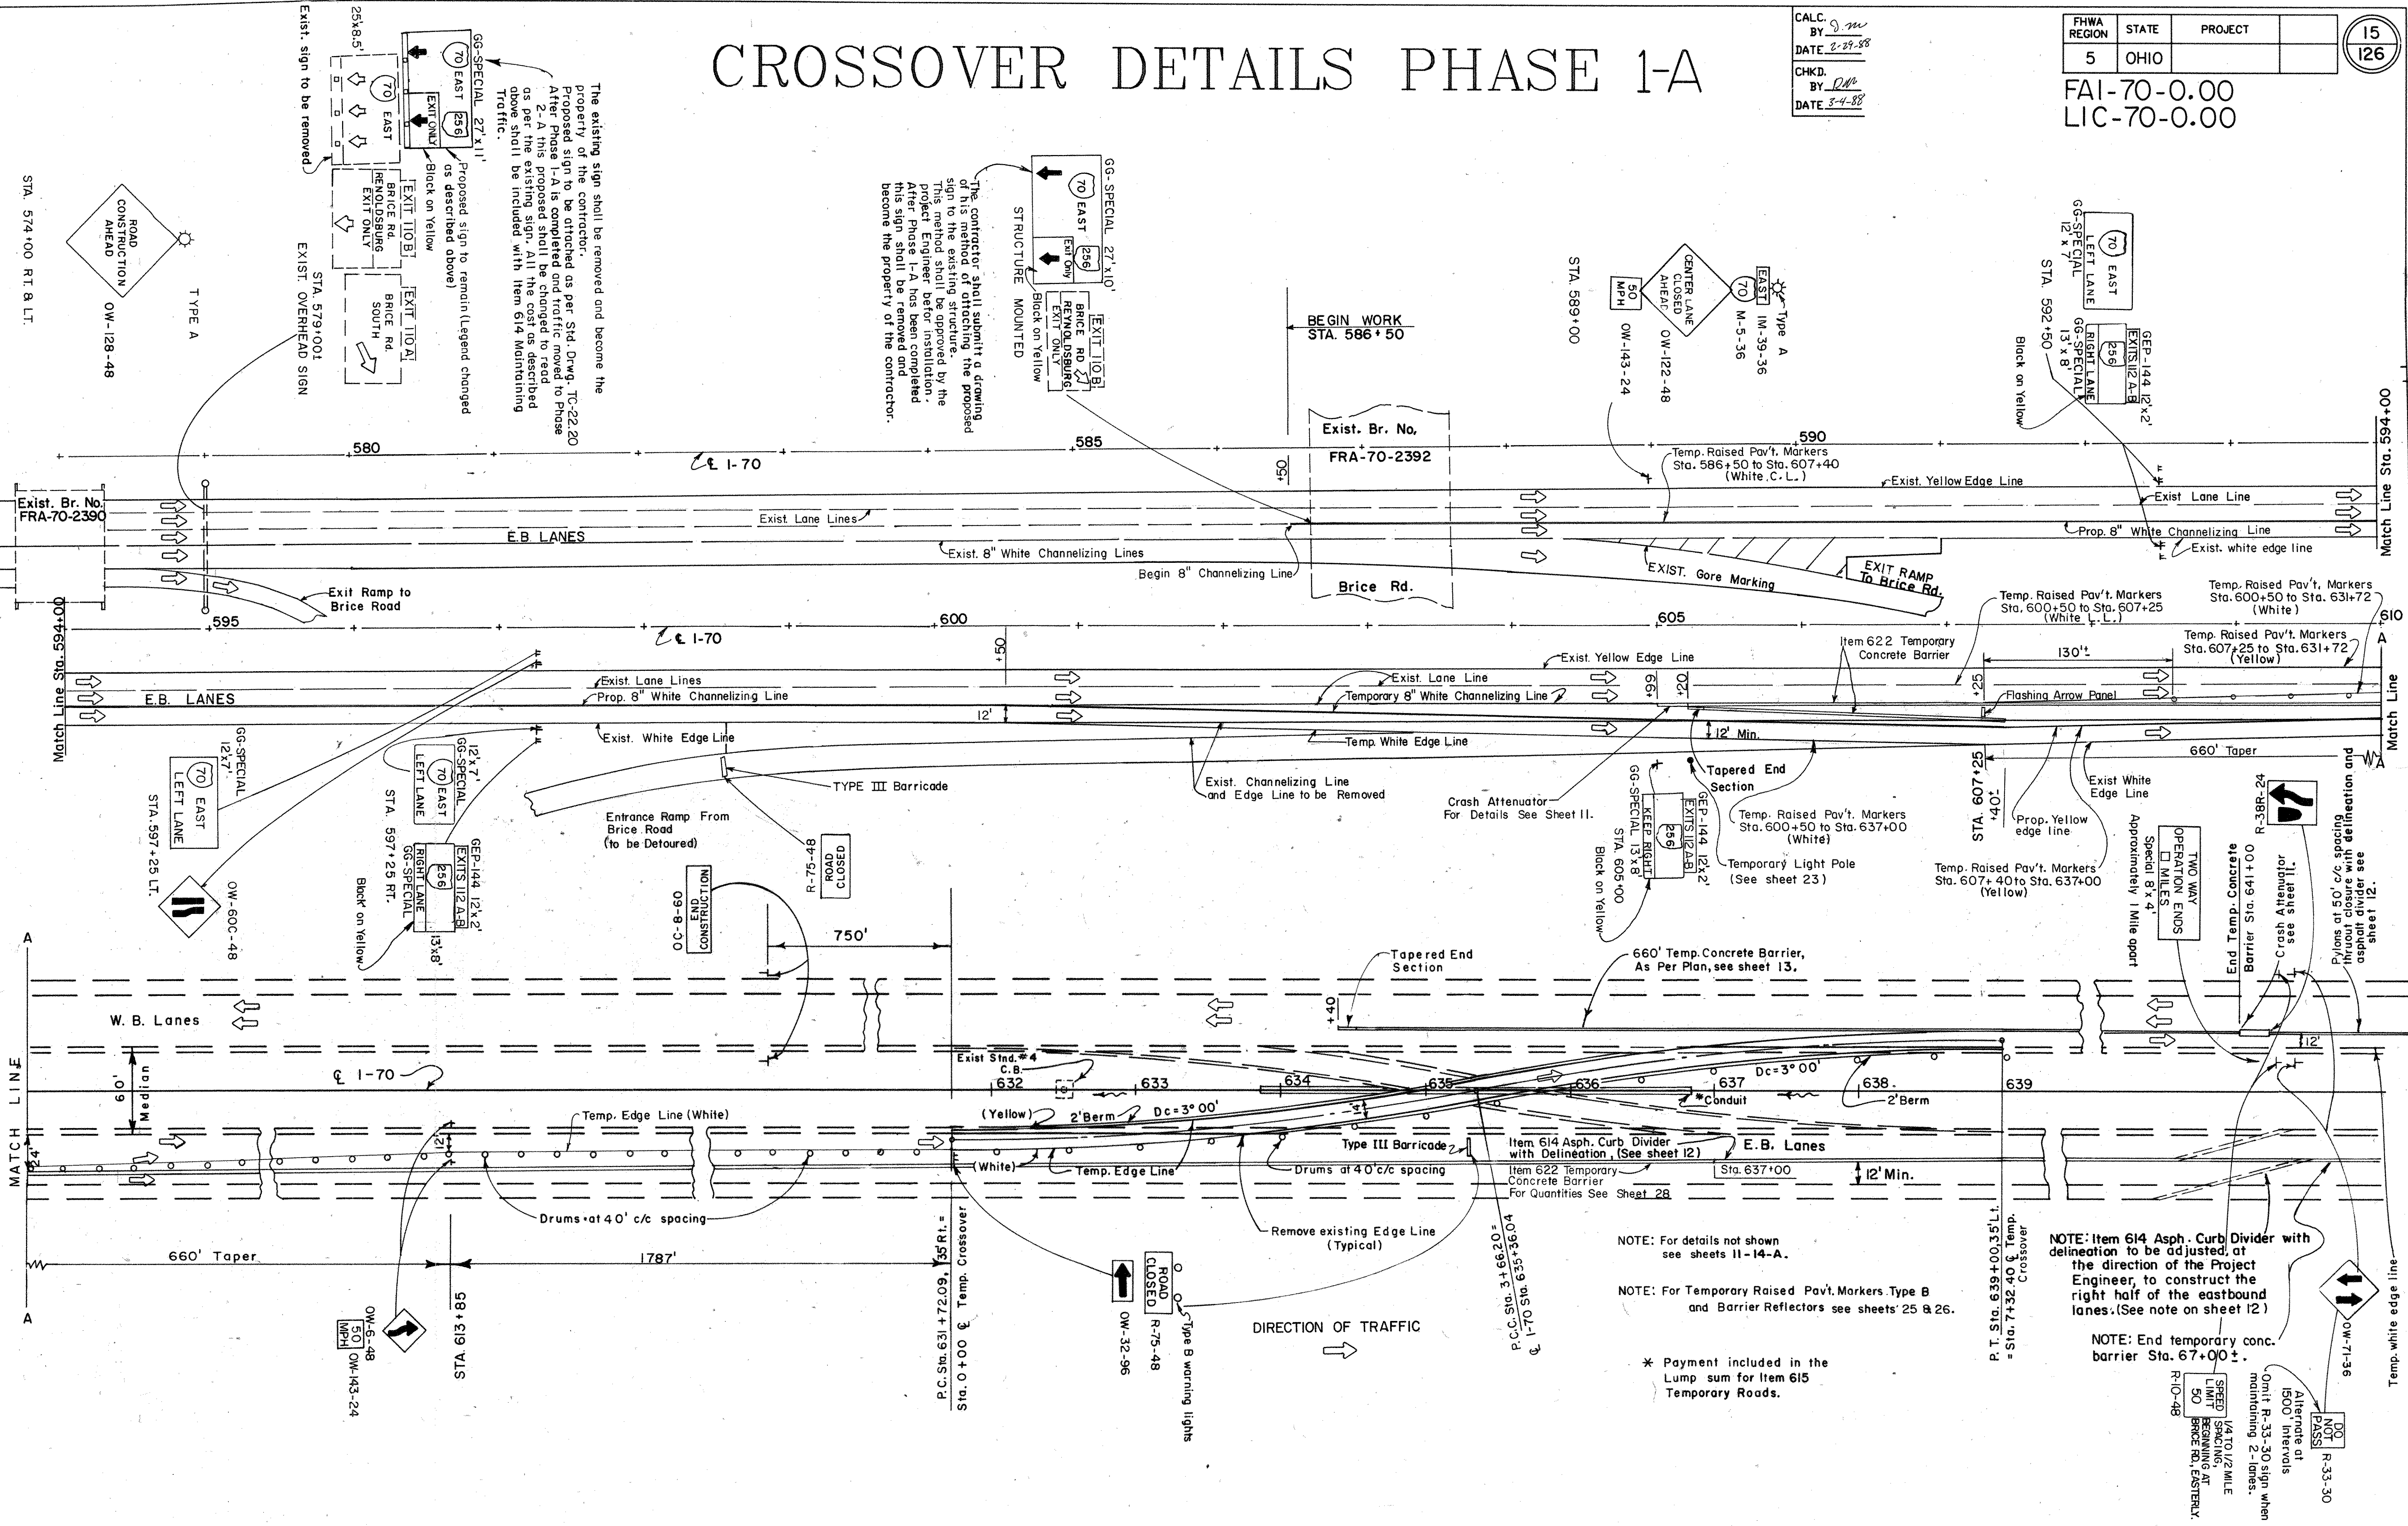 CROSSOVER DETAILS PHASE 1-A
CALC.
BY
DATE 2-29-88
CHKD.
BY
DATE 3-4-88
FHWA REGION
STATE
PROJECT
5
OHIO
15
126
FAI-70-0.00
LIC-70-0.00
Exist. sign to be removed
25'x8.5'
70 EAST
GG-SPECIAL 27'x11'
70 EAST
256
EXIT ONLY
Black on Yellow
Proposed sign to remain (Legend changed
as described above)
EXIT 110 B
BRICE Rd.
RENOLDSBURG
EXIT ONLY
EXIT 110 A
BRICE Rd.
SOUTH
STA. 579+00±
EXIST. OVERHEAD SIGN
The existing sign shall be removed and become the
property of the contractor.
Proposed sign to be attached as per Std. Drwg. TC-22.20
After Phase 1-A is completed and traffic moved to Phase
2-A this proposed shall be changed to read
as per the existing sign. All the cost as described
above shall be included with Item 614 Maintaining
Traffic.
STA. 574+00 RT. & LT.
ROAD
CONSTRUCTION
AHEAD
OW-128-48
TYPE A
GG-SPECIAL 27'x10'
70 EAST
256
Exit Only
Black on Yellow
STRUCTURE MOUNTED
EXIT 110 B
BRICE RD
REYNOLDSBURG
EXIT ONLY
The contractor shall submitt a drawing
of his method of attaching the proposed
sign to the existing structure.
This method shall be approved by the
project Engineer befor installation.
After Phase 1-A has been completed
this sign shall be removed and
become the property of the contractor.
BEGIN WORK
STA. 586+50
STA. 589+00
Type A
EAST IM-39-36
70 M-5-36
CENTER LANE
CLOSED
AHEAD
OW-122-48
50
MPH
OW-143-24
70 EAST
LEFT LANE
GG-SPECIAL
12' x 7'
GEP-144 12'x2'
EXITS 112 A-B
256
RIGHT LANE
GG-SPECIAL
13'x8'
STA. 592+50
Black on Yellow
580
℄ I-70
585
+50
590
Match Line Sta. 594+00
Exist. Br. No.
FRA-70-2392
Brice Rd.
Temp. Raised Pav't. Markers
Sta. 586+50 to Sta. 607+40
(White C.L.)
Exist. Yellow Edge Line
Exist Lane Line
Exist. Br. No.
FRA-70-2390
Exist. Lane Lines
E.B LANES
Exist. 8" White Channelizing Lines
Begin 8" Channelizing Line
Prop. 8" White Channelizing Line
Exist. white edge line
EXIST. Gore Marking
EXIT RAMP
To Brice Rd.
Exit Ramp to
Brice Road
Match Line Sta. 594+00
595
℄ I-70
600
+50
605
610
A
Temp. Raised Pav't. Markers
Sta. 600+50 to Sta. 607+25
(White L.L.)
Temp. Raised Pav't. Markers
Sta. 600+50 to Sta. 631+72
(White)
Temp. Raised Pav't. Markers
Sta. 607+25 to Sta. 631+72
(Yellow)
Item 622 Temporary
Concrete Barrier
130'±
Exist. Yellow Edge Line
Exist. Lane Lines
Exist. Lane Line
E.B. LANES
Prop. 8" White Channelizing Line
Temporary 8" White Channelizing Line
+99
+20
+25
Flashing Arrow Panel
Match Line
12'
12' Min.
Exist. White Edge Line
Temp. White Edge Line
660' Taper
A
TYPE III Barricade
Exist. Channelizing Line
and Edge Line to be Removed
Crash Attenuator
For Details See Sheet 11.
Tapered End
Section
STA. 607+25
+40±
Exist White
Edge Line
Prop. Yellow
edge line
Temp. Raised Pav't. Markers
Sta. 600+50 to Sta. 637+00
(White)
Temporary Light Pole
(See sheet 23)
Temp. Raised Pav't. Markers
Sta. 607+40 to Sta. 637+00
(Yellow)
GG-SPECIAL
12'x7'
70 EAST
LEFT LANE
STA. 597+25 LT.
OW-60C-48
12'x7'
GG-SPECIAL
70 EAST
LEFT LANE
STA. 597+25 RT.
GEP-144 12'x2'
EXITS 112 A-B
256
RIGHT LANE
GG-SPECIAL
13'x8'
Black on Yellow
Entrance Ramp From
Brice Road
(to be Detoured)
ROAD
CLOSED
R-75-48
END
CONSNTRUCTION
OC-8-60
GEP-144 12'x2'
EXITS 112 A-B
256
KEEP RIGHT
GG-SPECIAL 13'x8'
STA. 605+00
Black on Yellow
R-38R-24
TWO WAY
OPERATION ENDS
□ MILES
Special 8'x4'
Approximately 1 Mile apart
End Temp. Concrete
Barrier Sta. 641+00
Crash Attenuator
see sheet 11.
Pylons at 50' c/c spacing
thruout closure with delineation and
asphalt divider see
sheet 12.
A
750'
Tapered End
Section
660' Temp. Concrete Barrier,
As Per Plan, see sheet 13.
W. B. Lanes
+40
12'
MATCH LINE
60'
Median
℄ I-70
Exist Stnd. #4
C.B.
632
633
634
635
636
637
638
639
Dc=3°00'
*Conduit
2' Berm
(Yellow)
2' Berm
Dc=3°00'
14'
Temp. Edge Line (White)
24'
12'
Type III Barricade
Item 614 Asph. Curb Divider
with Delineation, (See sheet 12)
E.B. Lanes
(White)
Temp. Edge Line
Drums at 40' c/c spacing
Item 622 Temporary
Concrete Barrier
For Quantities See Sheet 28
Sta. 637+00
12' Min.
Drums at 40' c/c spacing
660' Taper
1787'
A
Remove existing Edge Line
(Typical)
NOTE: For details not shown
see sheets 11-14-A.
NOTE: For Temporary Raised Pav't. Markers Type B
and Barrier Reflectors see sheets 25 & 26.
* Payment included in the
Lump sum for Item 615
Temporary Roads.
NOTE: Item 614 Asph. Curb Divider with
delineation to be adjusted, at
the direction of the Project
Engineer, to construct the
right half of the eastbound
lanes. (See note on sheet 12)
NOTE: End temporary conc.
barrier Sta. 67+00±.
STA. 613+85
OW-6-48
50
MPH
OW-143-24
P.C. Sta. 631+72.09, 35' Rt. =
Sta. 0+00 ℄ Temp. Crossover
OW-32-96
ROAD
CLOSED
R-75-48
Type B warning lights
DIRECTION OF TRAFFIC
P.C.C. Sta. 3+66.20=
℄ I-70 Sta. 635+36.04
P.T. Sta. 639+00, 35' Lt.
= Sta. 7+32.40 ℄ Temp.
Crossover
Temp. white edge line
OW-71-36
DO
NOT
PASS
R-33-30
Alternate at
1500' Intervals
Omit R-33-30 sign when
maintaining 2-lanes.
SPEED
LIMIT
50
R-10-48
1/4 TO 1/2 MILE
SPACING,
BEGINNING AT
BRICE RD., EASTERLY.